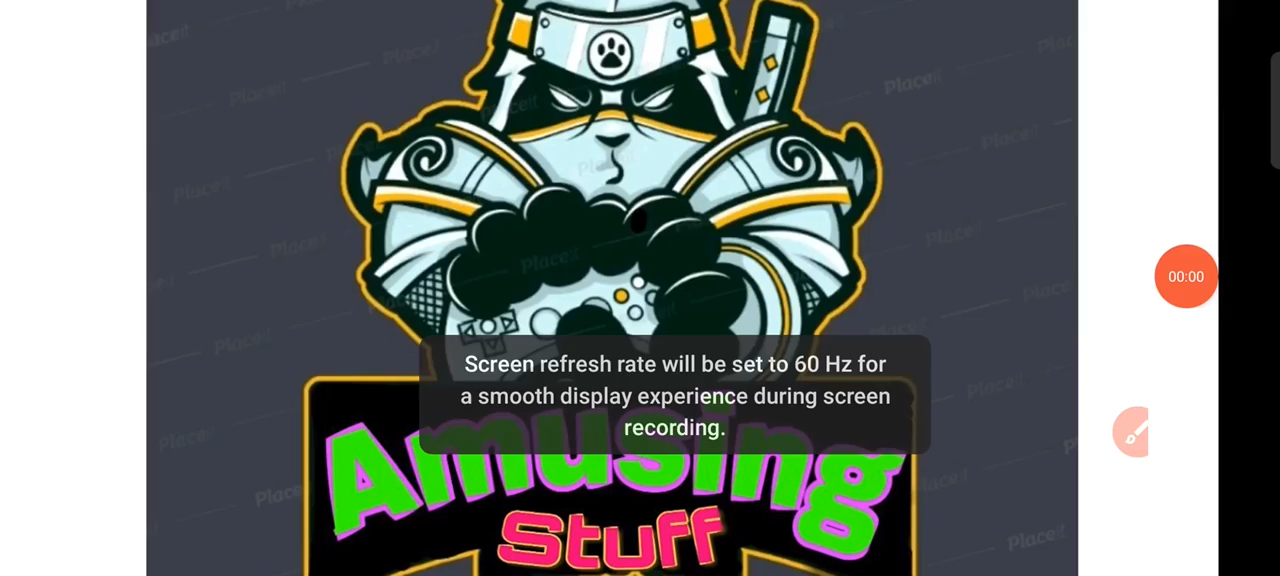 Placeit
Screen refresh rate will be set to 60 Hz for
a smooth display experience during screen
recording.
00:00
Amusing
Stuff